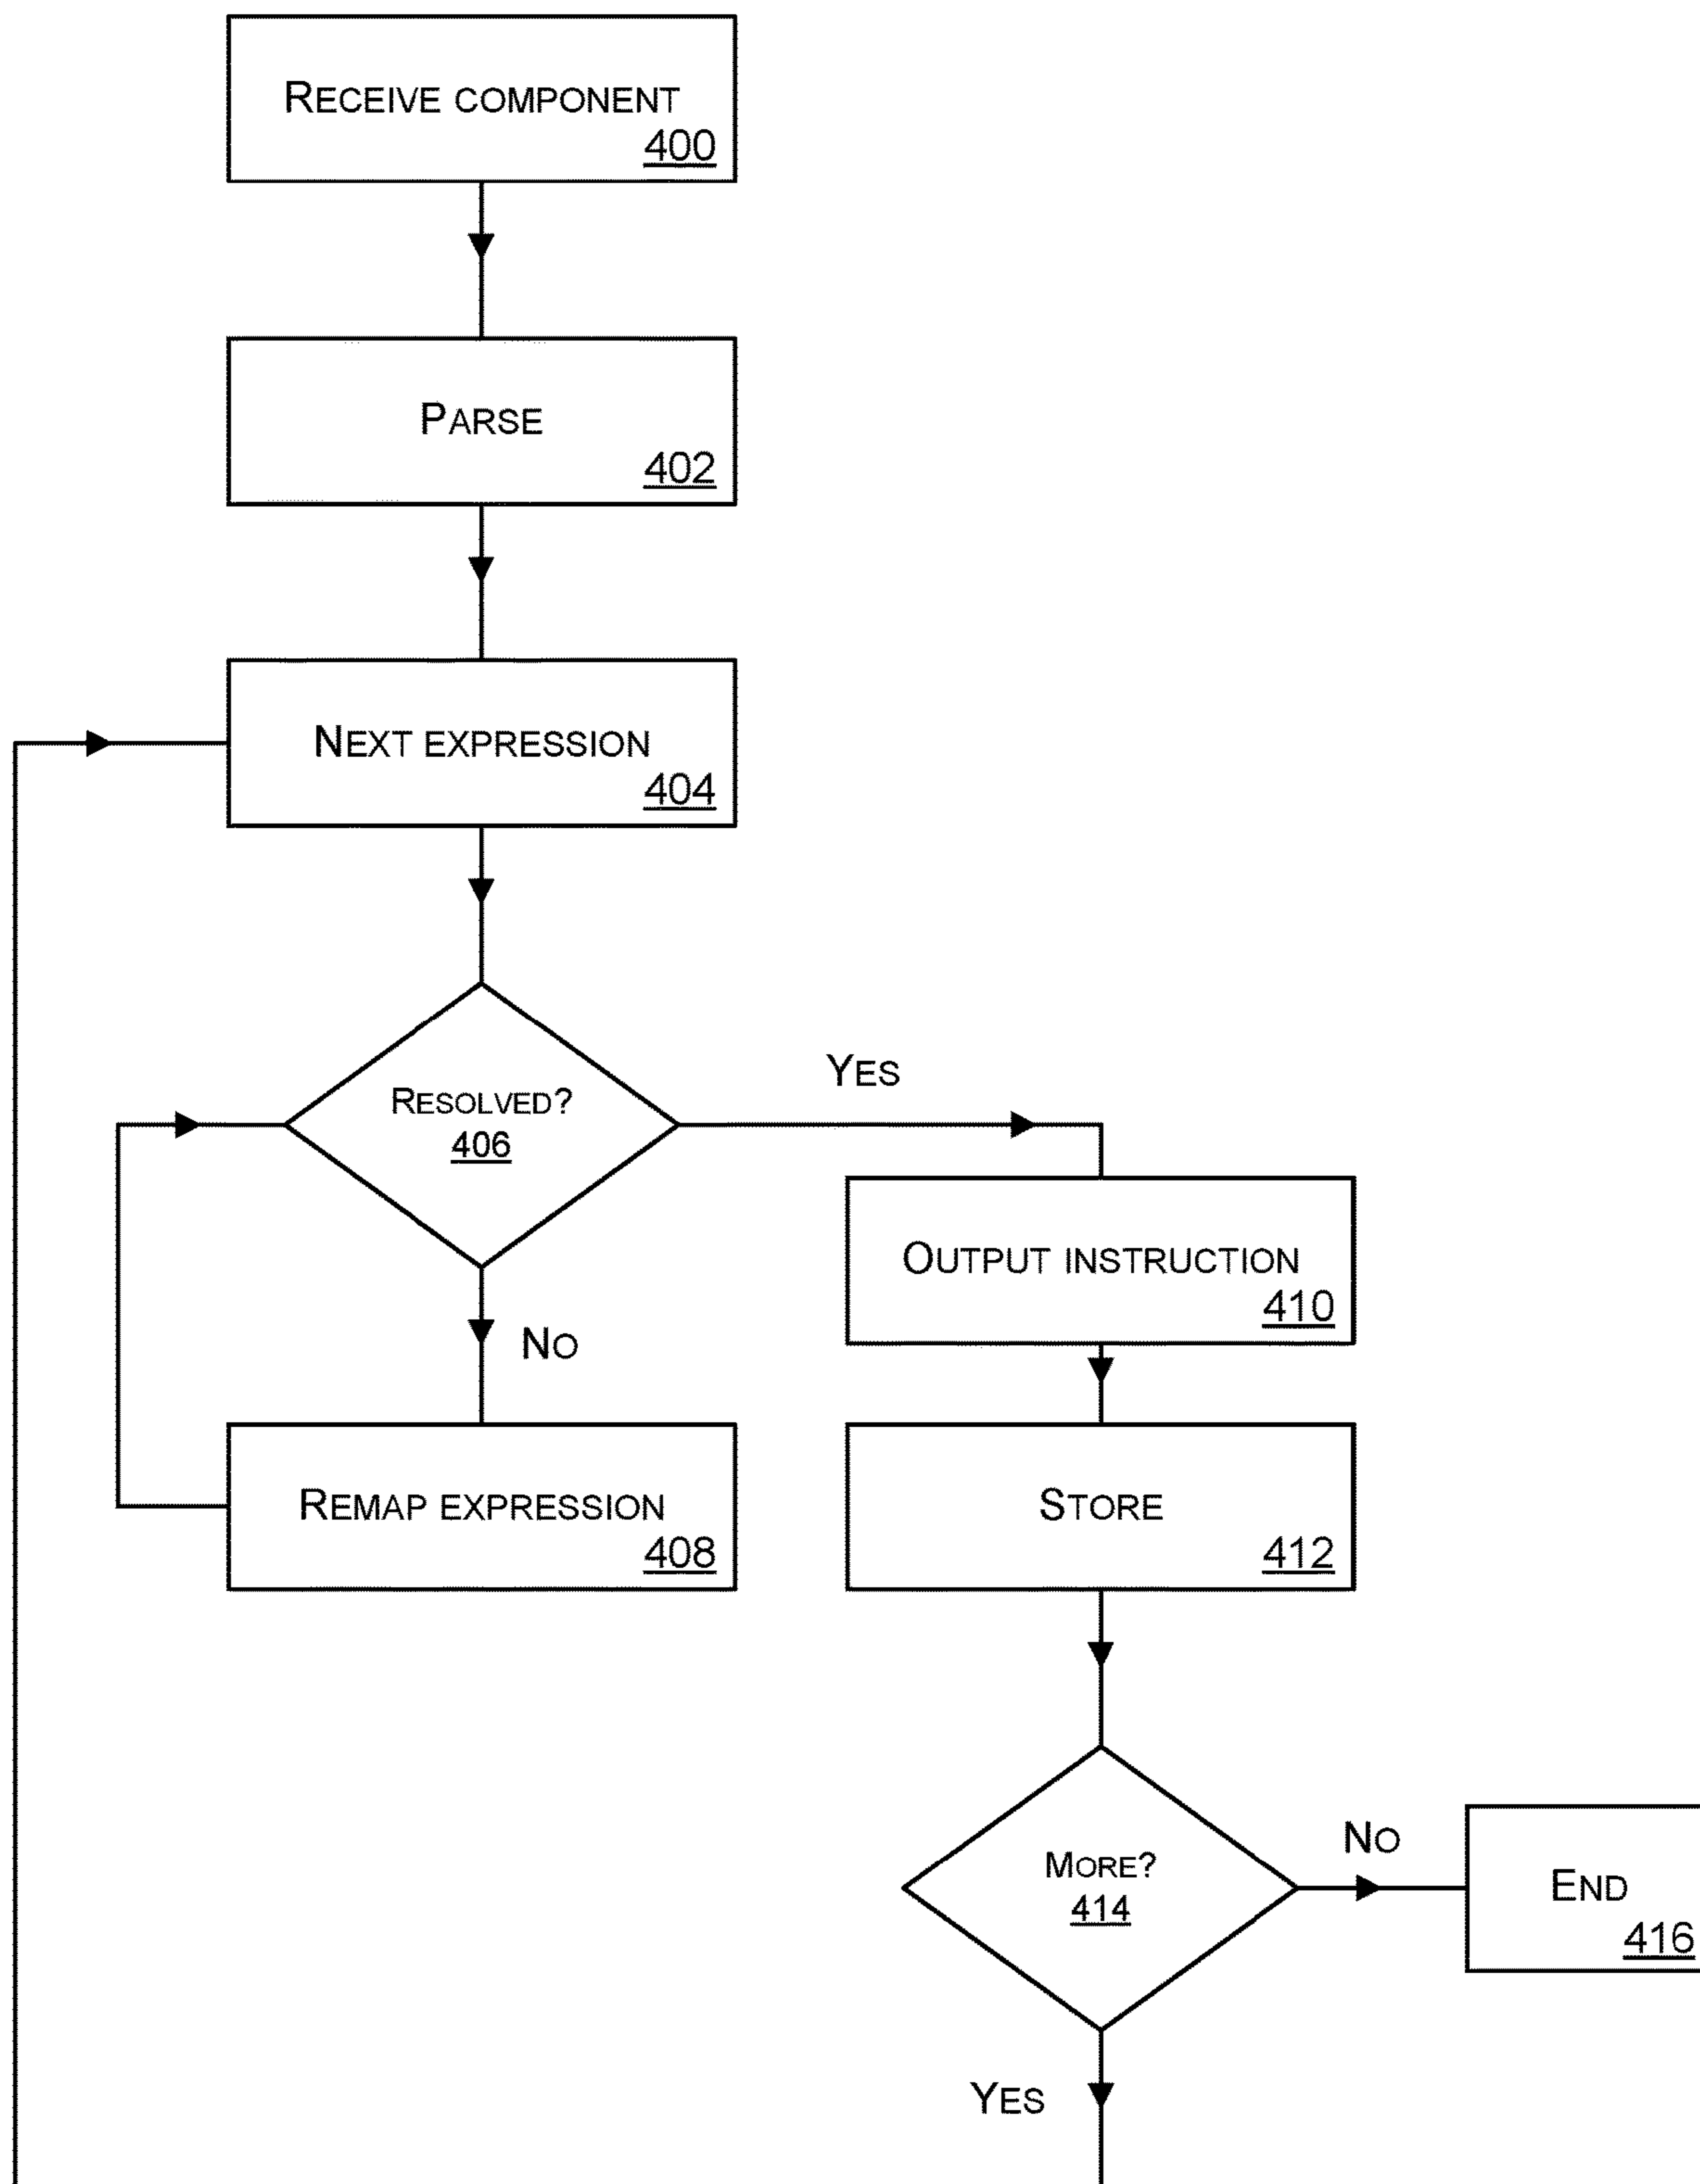 RECEIVE COMPONENT
400
PARSE
402
NEXT EXPRESSION
404
RESOLVED?
406
YES
NO
OUTPUT INSTRUCTION
410
REMAP EXPRESSION
408
STORE
412
MORE?
414
NO
END
416
YES